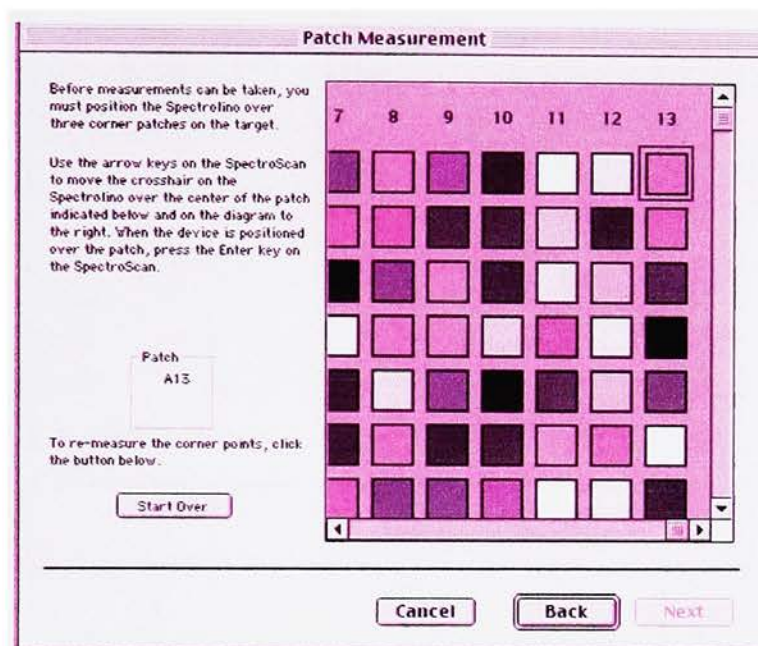 Patch Measurement
Before measurements can be taken, you
must position the Spectrolino over
three corner patches on the target.
Use the arrow keys on the SpectroScan
to move the crosshair on the
Spectrolino over the center of the patch
indicated below and on the diagram to
the right. When the device is positioned
over the patch, press the Enter key on
the SpectroScan.
Patch
A13
To re-measure the corner points, click
the button below.
Start Over
7 8 9 10 11 12 13
Cancel Back Next